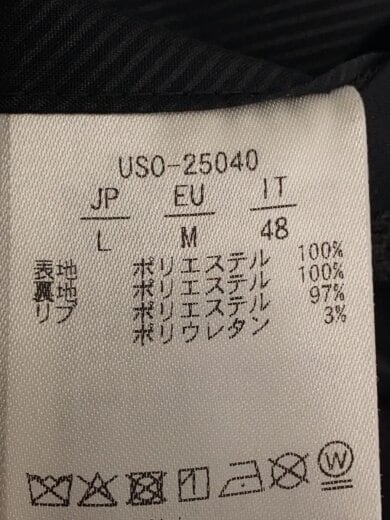 USO-25040
JP EU IT
L M 48
表地 ポリエステル 100%
裏地 ポリエステル 100%
リブ ポリエステル 97%
ポリウレタン 3%
W